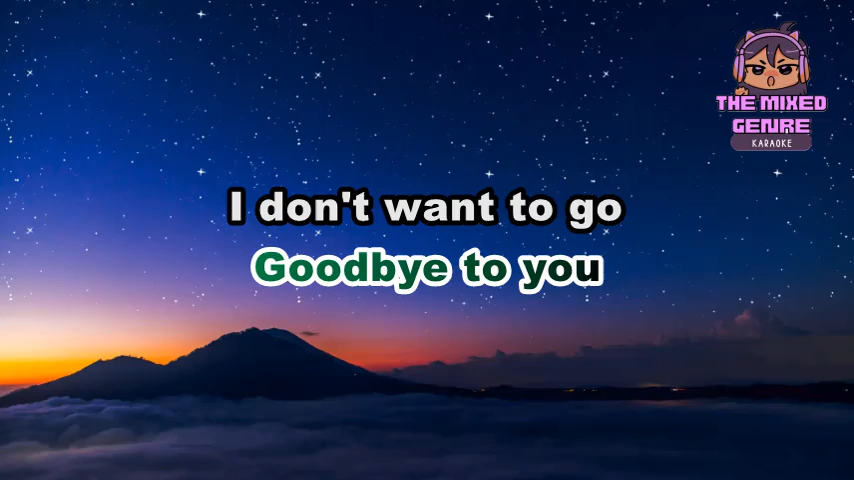 THE MIXED
GENRE
KARAOKE
I don't want to go
Goodbye to you